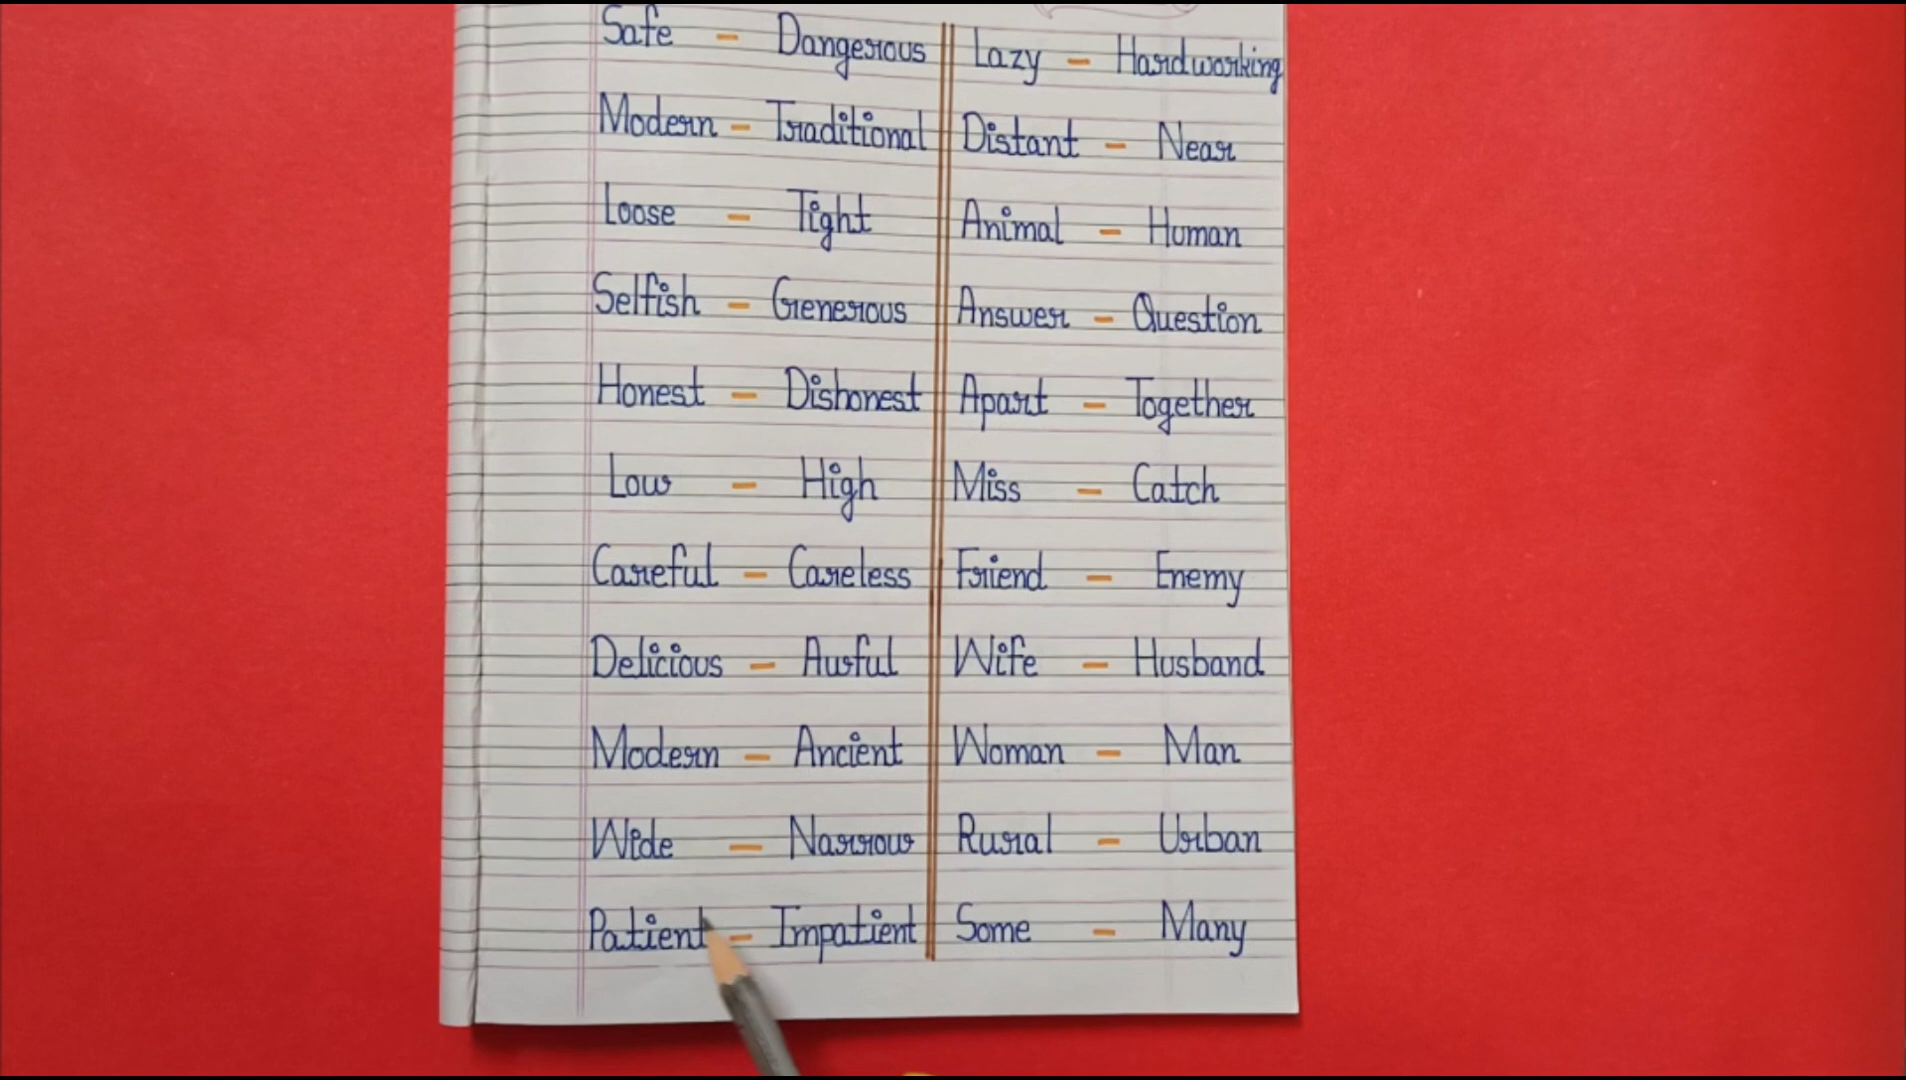 Safe – Dangerous
Modern – Traditional
Loose – Tight
Selfish – Generous
Honest – Dishonest
Low – High
Careful – Careless
Delicious – Awful
Modern – Ancient
Wide – Narrow
Patient – Impatient
Lazy – Hardworking
Distant – Near
Animal – Human
Answer – Question
Apart – Together
Miss – Catch
Friend – Enemy
Wife – Husband
Woman – Man
Rural – Urban
Some – Many